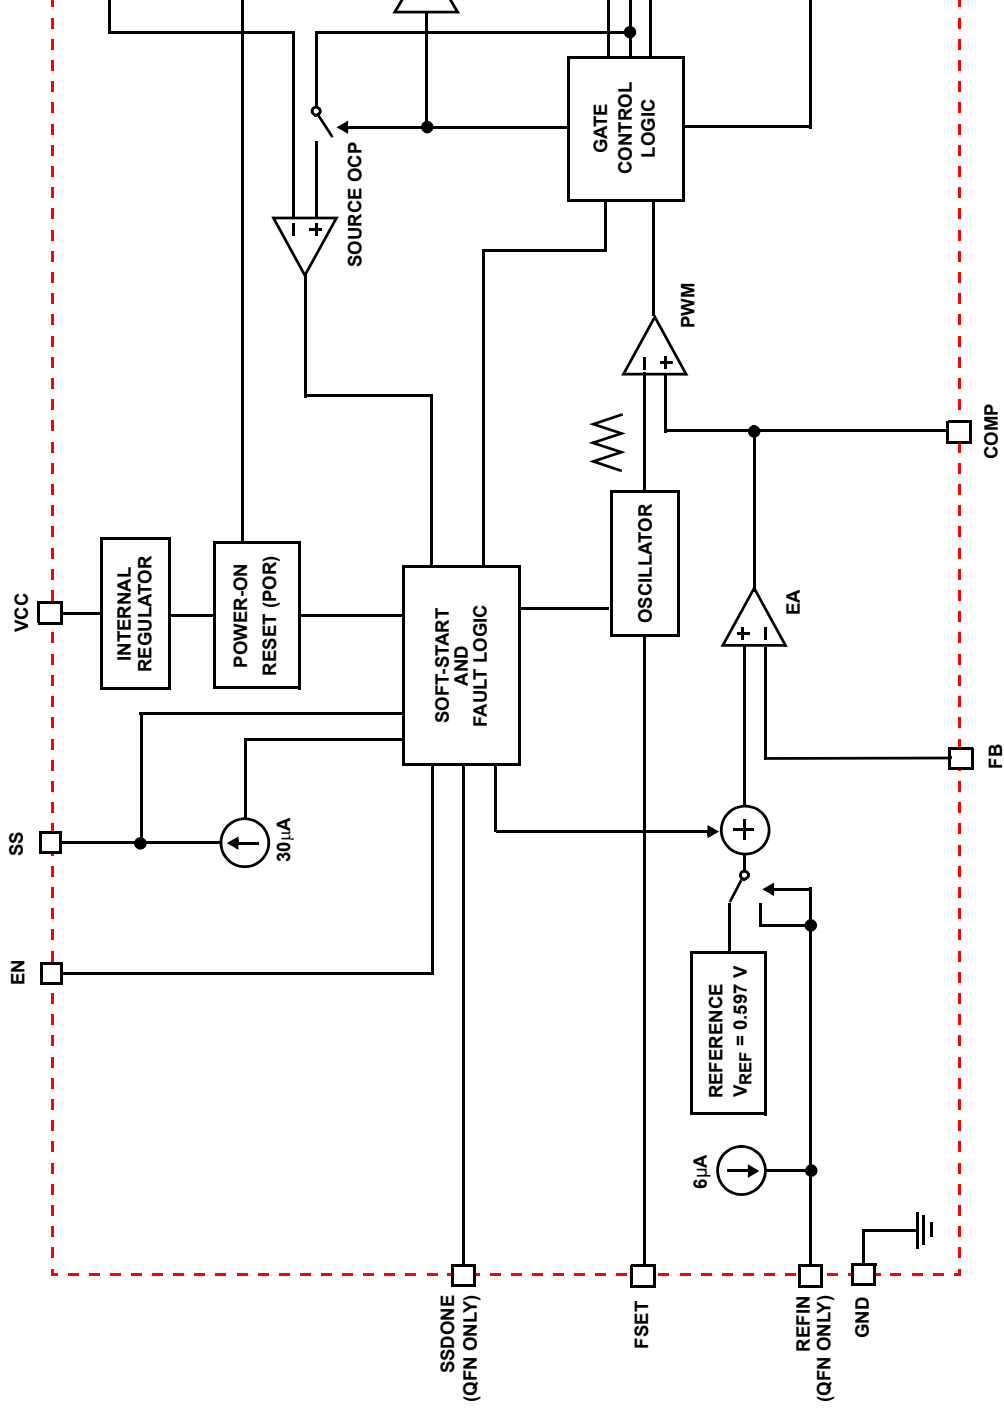 GATE
CONTROL
LOGIC
SOURCE OCP
− +
PWM
− +
COMP
VCC
INTERNAL
REGULATOR
POWER-ON
RESET (POR)
SOFT-START
AND
FAULT LOGIC
OSCILLATOR
EA
+ −
FB
SS
30µA
+
EN
REFERENCE
VREF = 0.597 V
6µA
SSDONE
(QFN ONLY)
FSET
REFIN
(QFN ONLY)
GND